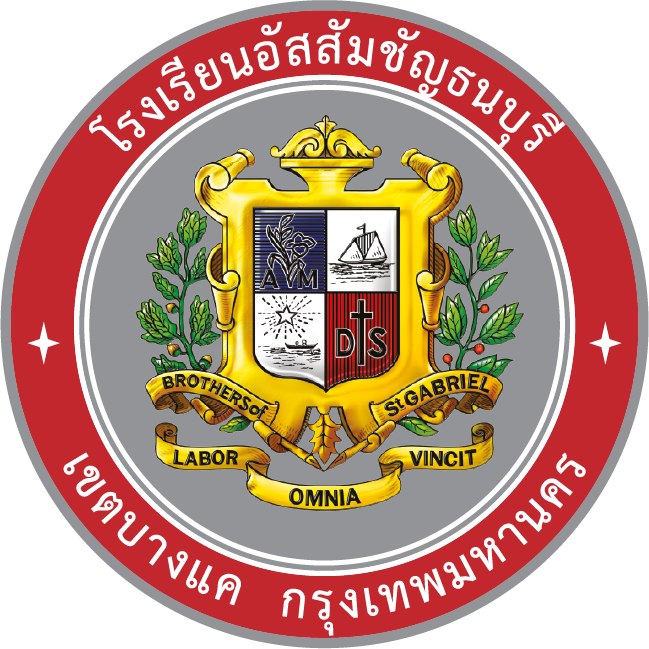 โรงเรียนอัสสัมชัญธนบุรี
A M
D S
BROTHERS of St GABRIEL
LABOR OMNIA VINCIT
เขตบางแค กรุงเทพมหานคร